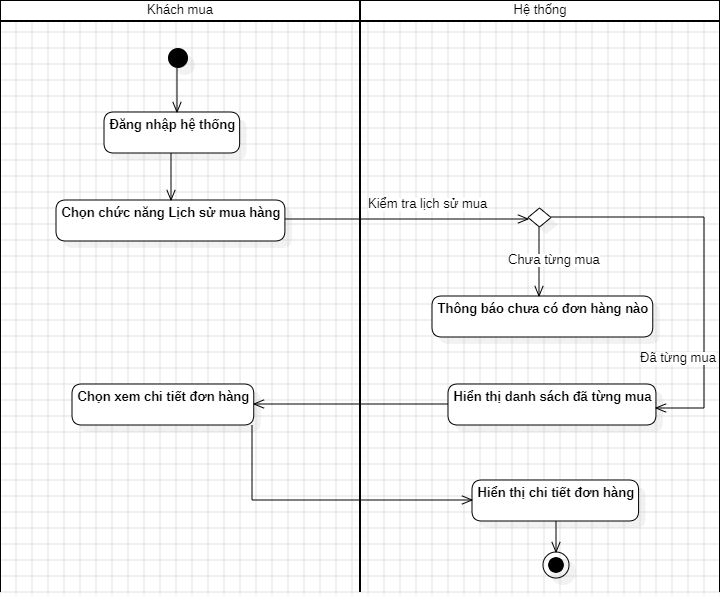 Khách mua
Hệ thống
Đăng nhập hệ thống
Chọn chức năng Lịch sử mua hàng
Kiểm tra lịch sử mua
Chưa từng mua
Thông báo chưa có đơn hàng nào
Đã từng mua
Chọn xem chi tiết đơn hàng
Hiển thị danh sách đã từng mua
Hiển thị chi tiết đơn hàng